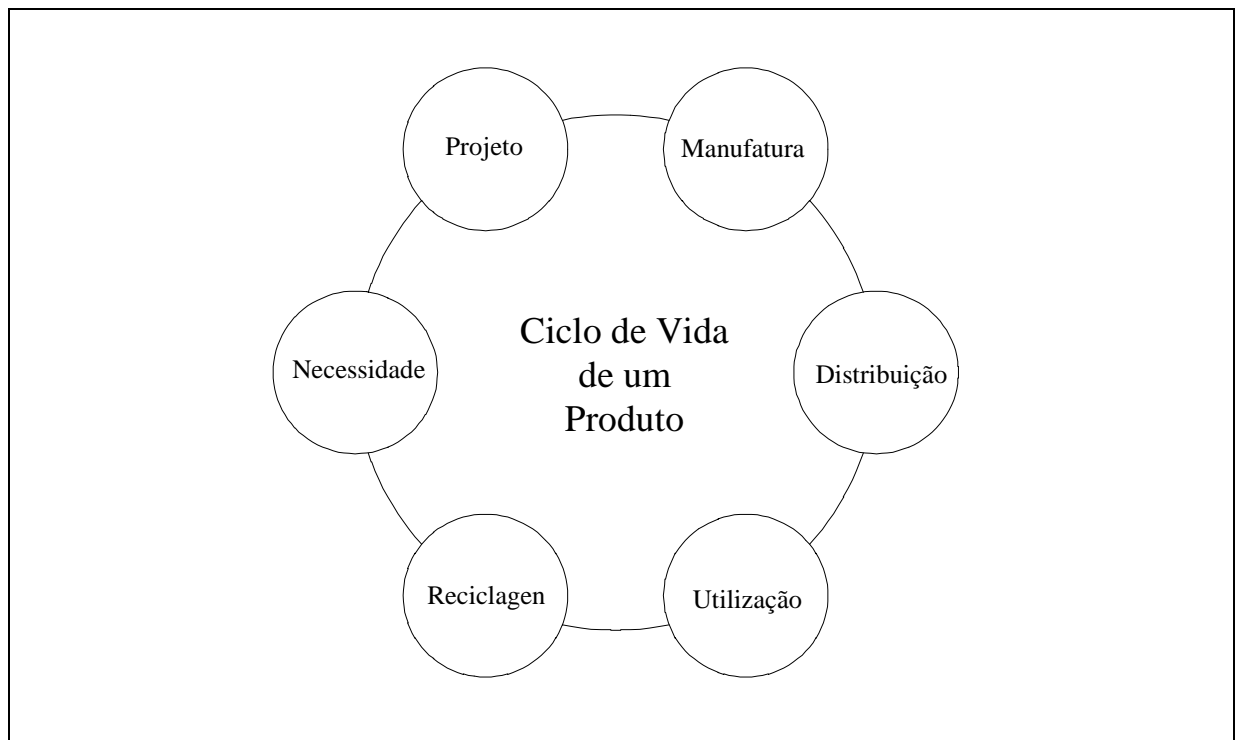 Projeto
Manufatura
Necessidade
Ciclo de Vida
de um
Produto
Distribuição
Reciclagen
Utilização